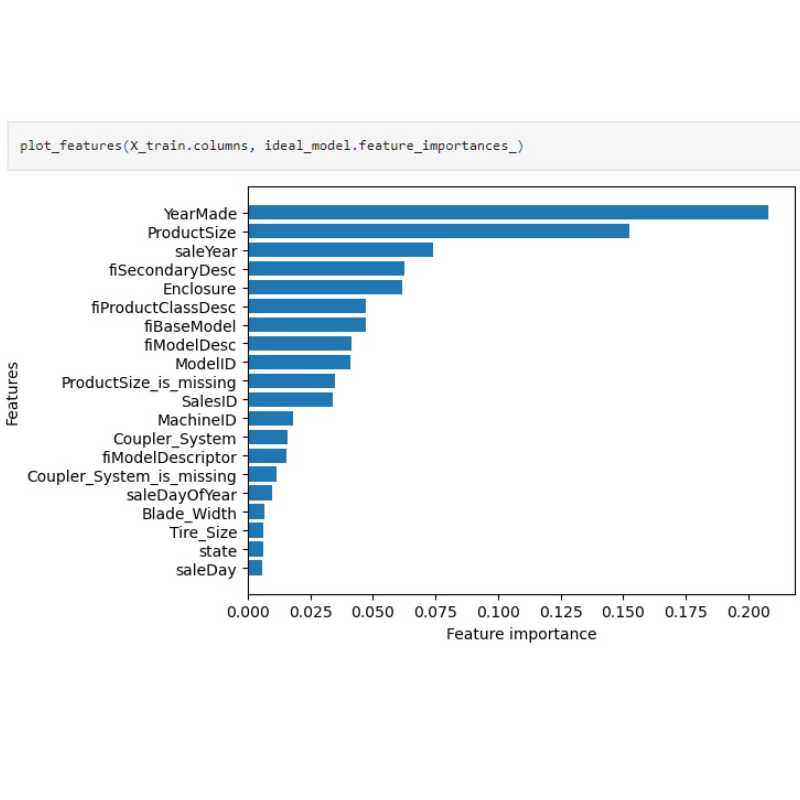 plot_features(X_train.columns, ideal_model.feature_importances_)
YearMade
ProductSize
saleYear
fiSecondaryDesc
Enclosure
fiProductClassDesc
fiBaseModel
fiModelDesc
ModelID
ProductSize_is_missing
SalesID
MachineID
Coupler_System
fiModelDescriptor
Coupler_System_is_missing
saleDayOfYear
Blade_Width
Tire_Size
state
saleDay
Features
0.000 0.025 0.050 0.075 0.100 0.125 0.150 0.175 0.200
Feature importance